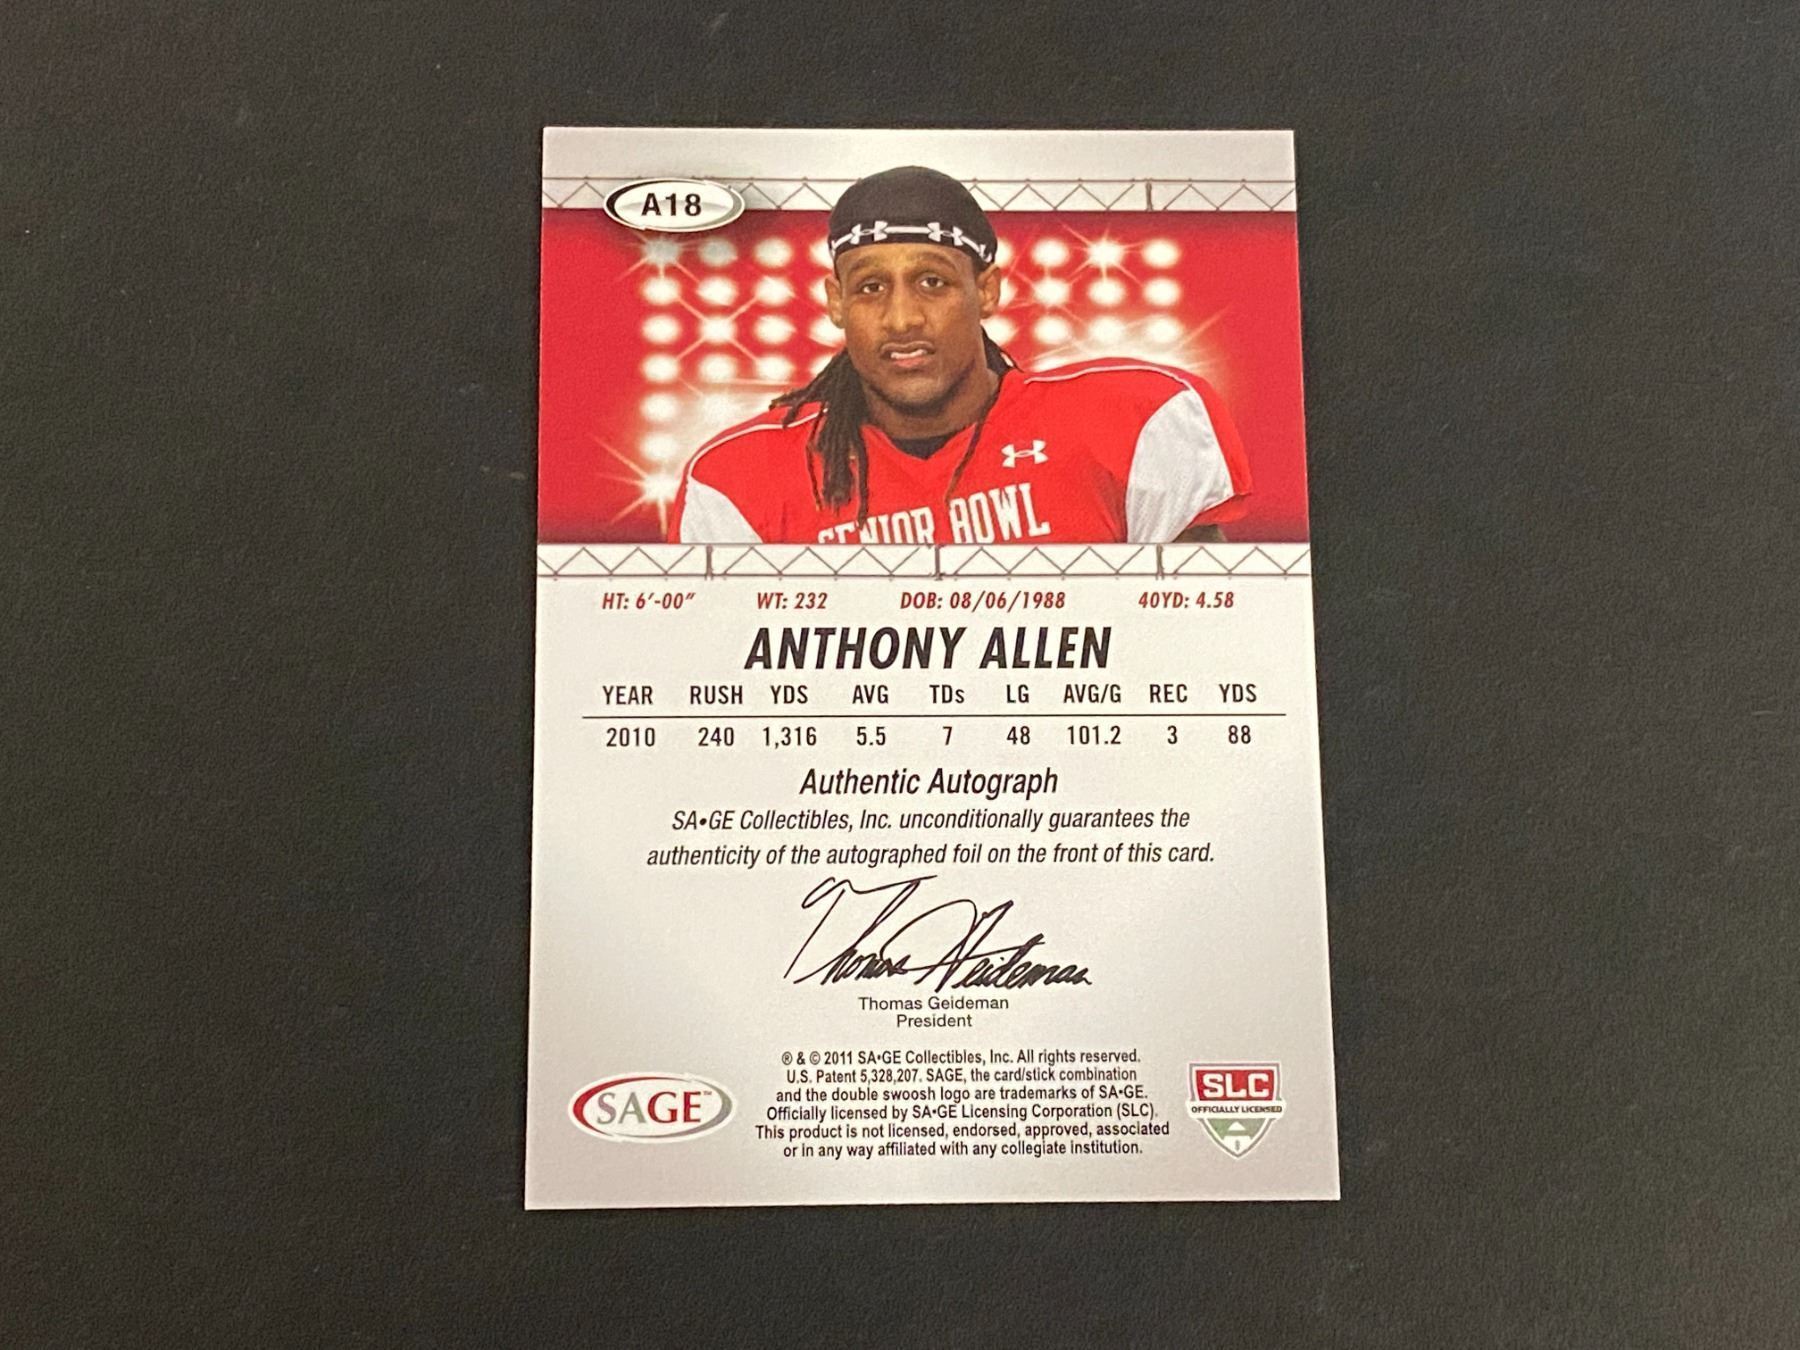 A18
SENIOR BOWL
HT: 6'-00" WT: 232 DOB: 08/06/1988 40YD: 4.58
ANTHONY ALLEN
YEAR RUSH YDS AVG TDs LG AVG/G REC YDS
2010 240 1,316 5.5 7 48 101.2 3 88
Authentic Autograph
SA•GE Collectibles, Inc. unconditionally guarantees the
authenticity of the autographed foil on the front of this card.
Thomas Geideman
Thomas Geideman
President
® & © 2011 SA•GE Collectibles, Inc. All rights reserved.
U.S. Patent 5,328,207. SAGE, the card/stick combination
and the double swoosh logo are trademarks of SA•GE.
Officially licensed by SA•GE Licensing Corporation (SLC).
This product is not licensed, endorsed, approved, associated
or in any way affiliated with any collegiate institution.
SAGE™
SLC
OFFICIALLY LICENSED